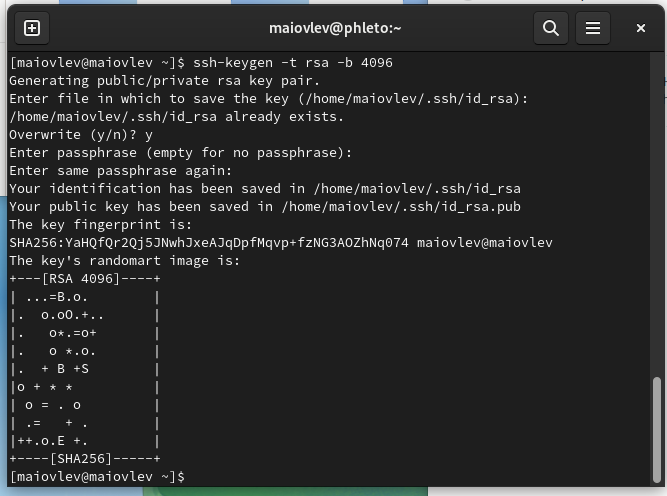 maiovlev@phleto:~
[maiovlev@maiovlev ~]$ ssh-keygen -t rsa -b 4096
Generating public/private rsa key pair.
Enter file in which to save the key (/home/maiovlev/.ssh/id_rsa):
/home/maiovlev/.ssh/id_rsa already exists.
Overwrite (y/n)? y
Enter passphrase (empty for no passphrase):
Enter same passphrase again:
Your identification has been saved in /home/maiovlev/.ssh/id_rsa
Your public key has been saved in /home/maiovlev/.ssh/id_rsa.pub
The key fingerprint is:
SHA256:YaHQfQr2Qj5JNwhJxeAJqDpfMqvp+fzNG3AOZhNq074 maiovlev@maiovlev
The key's randomart image is:
+---[RSA 4096]----+
| ...=B.o.        |
|.  o.oO.+..      |
|.   o*.=o+       |
|.   o *.o.       |
|.  + B +S        |
|o + * *          |
| o = . o         |
| .=   + .        |
|++.o.E +.        |
+----[SHA256]-----+
[maiovlev@maiovlev ~]$